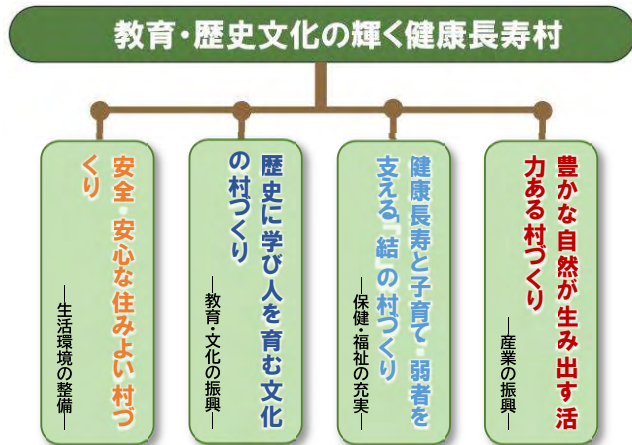 教育・歴史文化の輝く健康長寿村
豊かな自然が生み出す活
力ある村づくり
―産業の振興―
健康長寿と子育て・弱者を
支える「結」の村づくり
―保健・福祉の充実―
歴史に学び人を育む文化
の村づくり
―教育・文化の振興―
安全・安心な住みよい村づ
くり
―生活環境の整備―